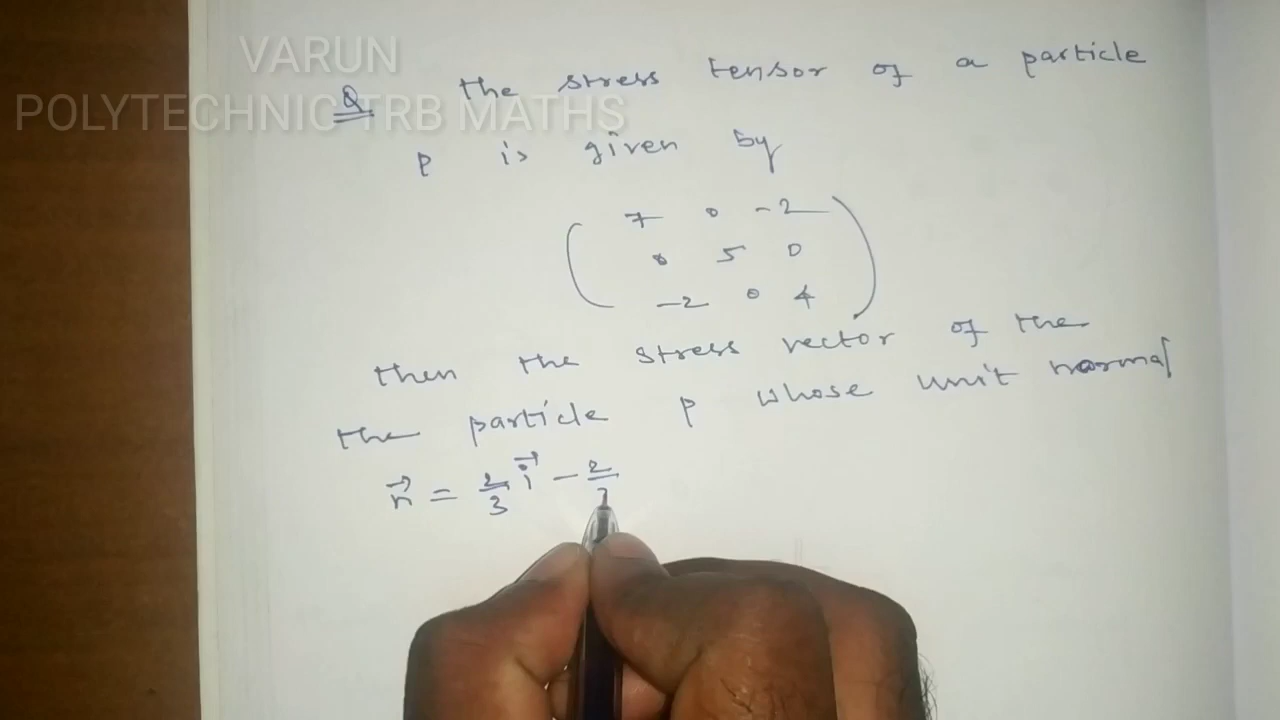 VARUN
POLYTECHNIC TRB MATHS
Q the stress tensor of a particle
P is given by
7 0 -2
0 5 0
-2 0 4
then the stress vector of the
the particle P whose unit normal
n⃗ = 2/3 i⃗ - 2/